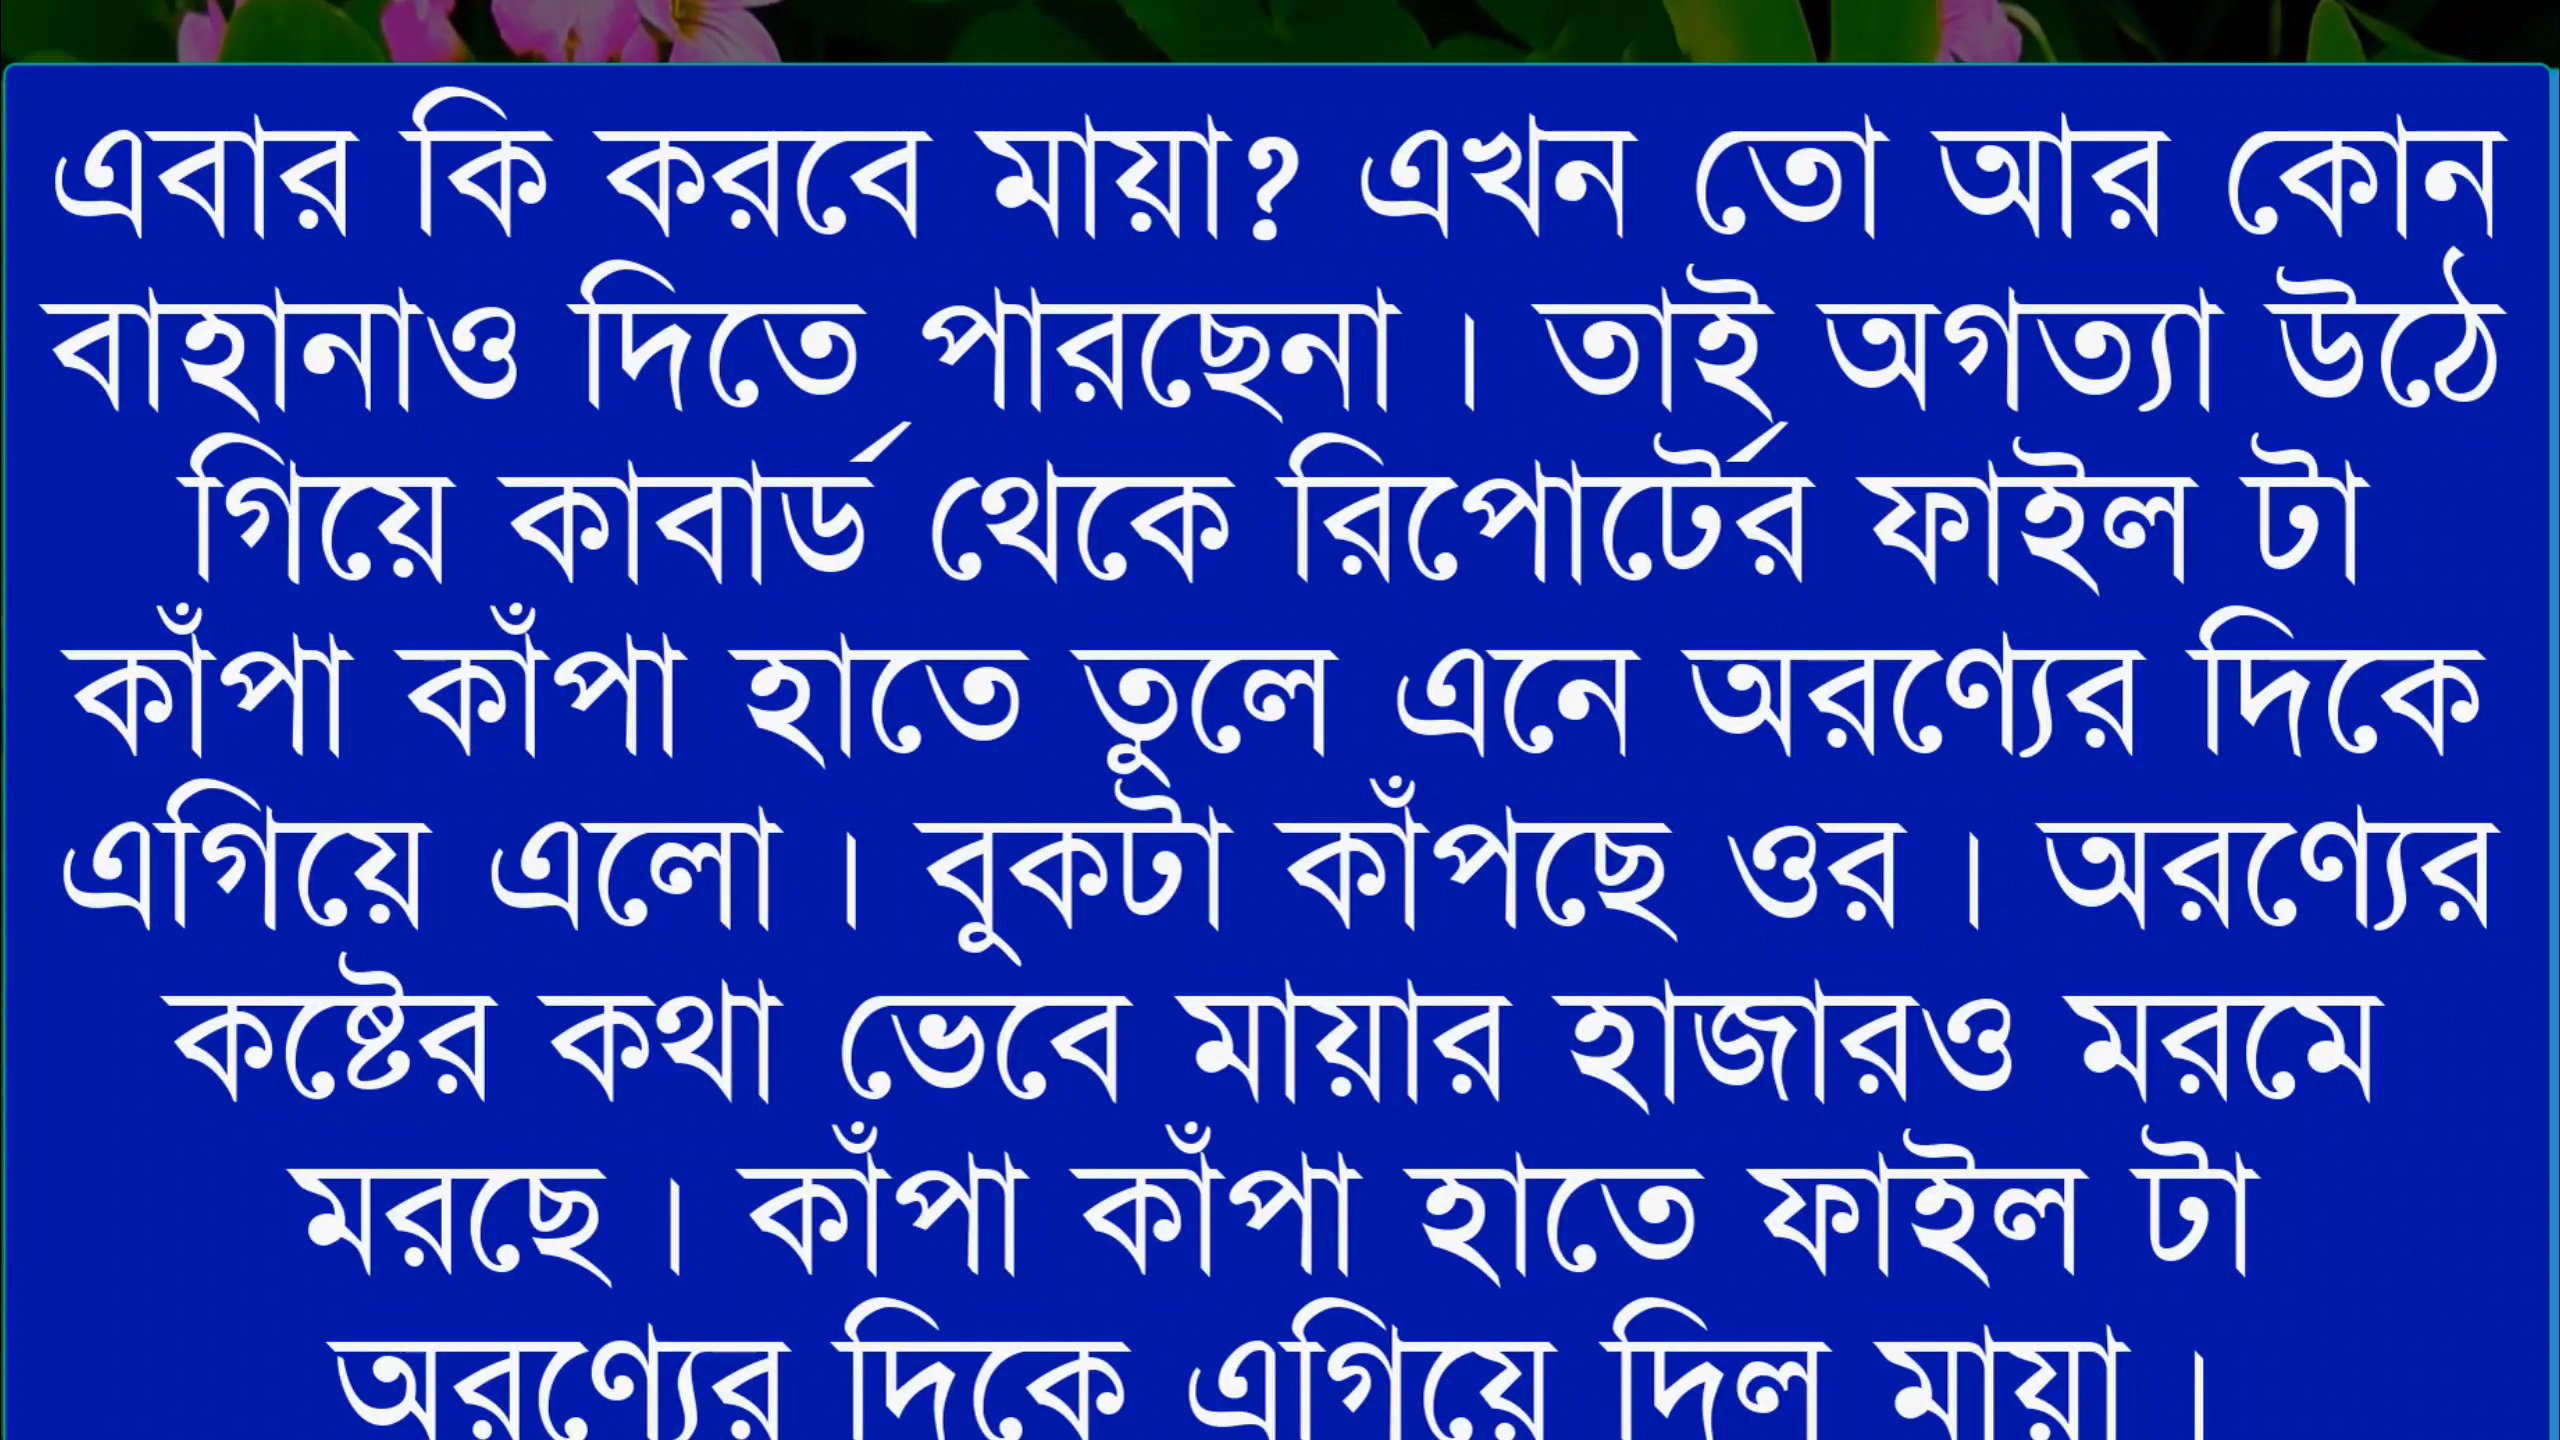 এবার কি করবে মায়া? এখন তো আর কোন
বাহানাও দিতে পারছেনা । তাই অগত্যা উঠে
গিয়ে কাবার্ড থেকে রিপোর্টের ফাইল টা
কাঁপা কাঁপা হাতে তুলে এনে অরণ্যের দিকে
এগিয়ে এলো । বুকটা কাঁপছে ওর । অরণ্যের
কষ্টের কথা ভেবে মায়ার হাজারও মরমে
মরছে । কাঁপা কাঁপা হাতে ফাইল টা
অরণ্যের দিকে এগিয়ে দিল মায়া ।